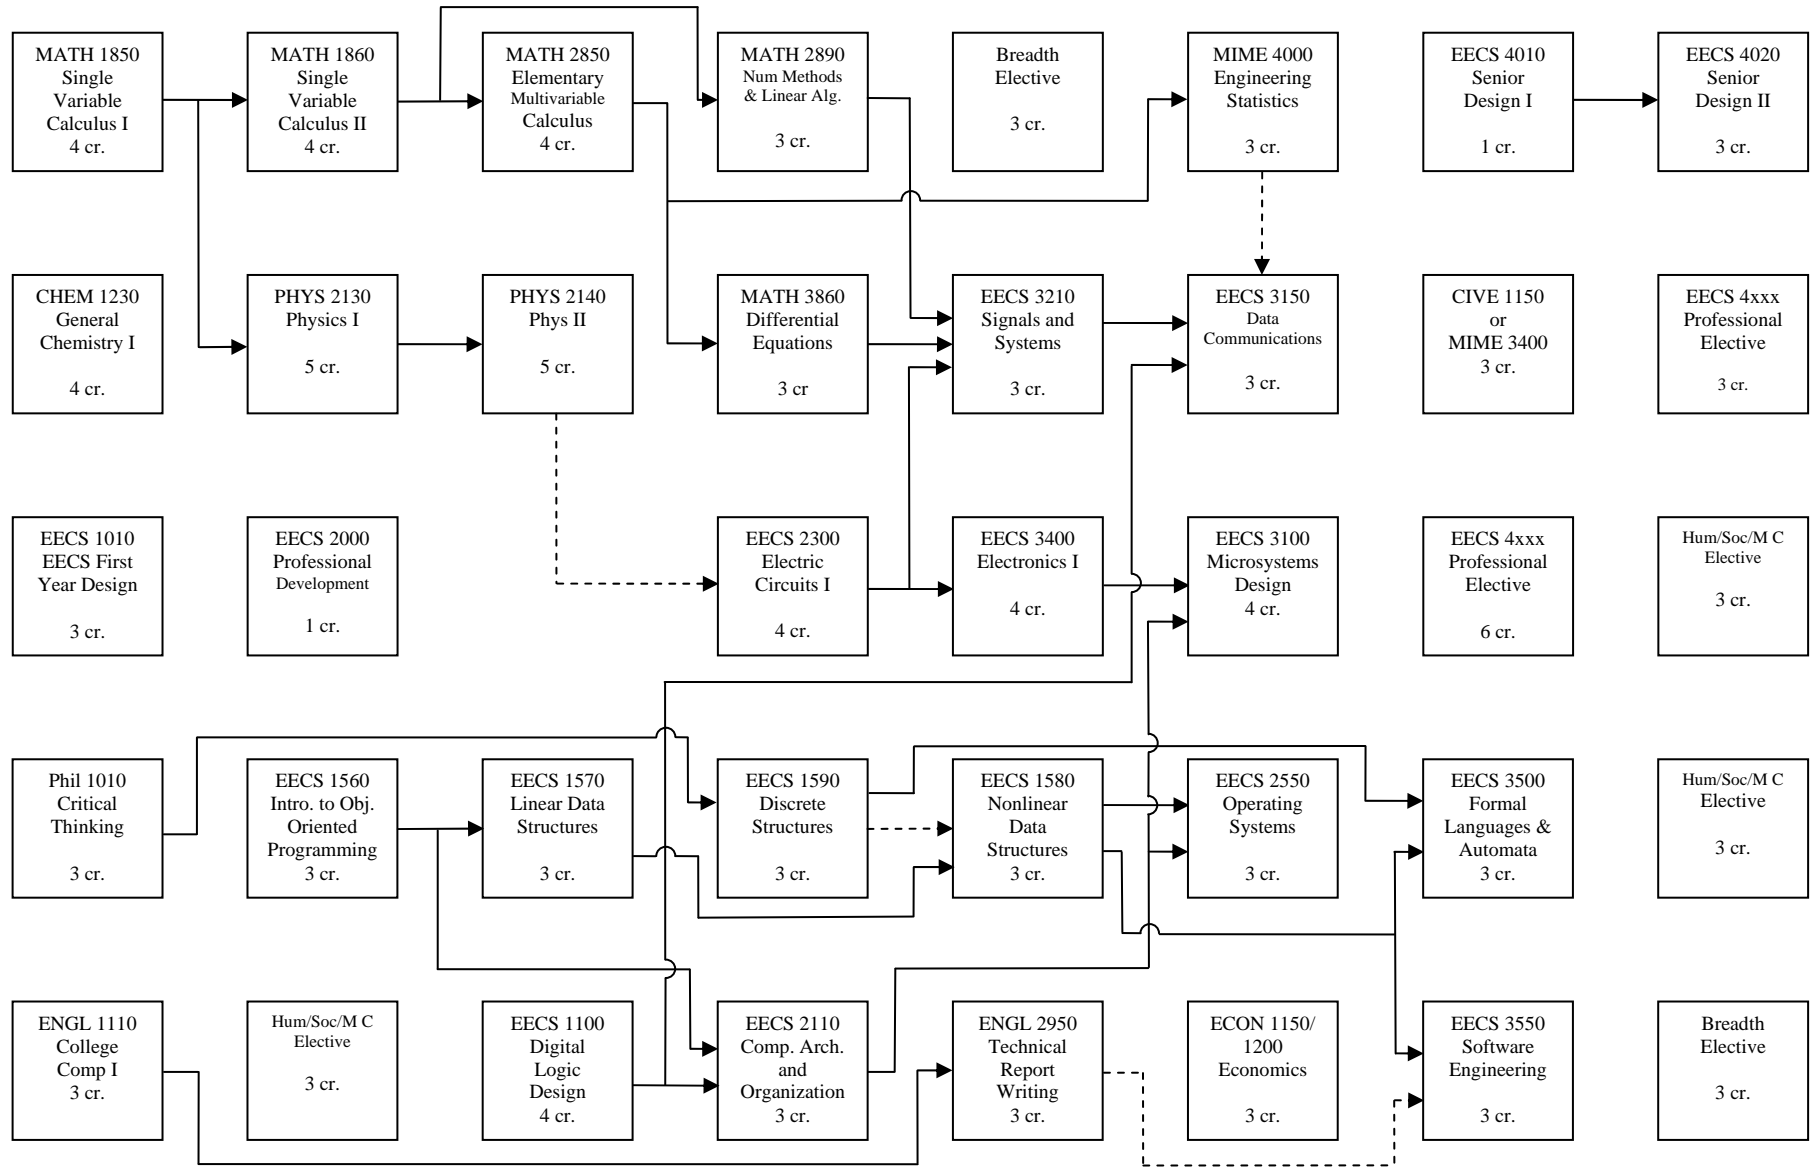 MATH 1850
Single
Variable
Calculus I
4 cr.
MATH 1860
Single
Variable
Calculus II
4 cr.
MATH 2850
Elementary
Multivariable
Calculus
4 cr.
MATH 2890
Num Methods
& Linear Alg.
3 cr.
Breadth
Elective
3 cr.
MIME 4000
Engineering
Statistics
3 cr.
EECS 4010
Senior
Design I
1 cr.
EECS 4020
Senior
Design II
3 cr.
CHEM 1230
General
Chemistry I
4 cr.
PHYS 2130
Physics I
5 cr.
PHYS 2140
Phys II
5 cr.
MATH 3860
Differential
Equations
3 cr
EECS 3210
Signals and
Systems
3 cr.
EECS 3150
Data
Communications
3 cr.
CIVE 1150
or
MIME 3400
3 cr.
EECS 4xxx
Professional
Elective
3 cr.
EECS 1010
EECS First
Year Design
3 cr.
EECS 2000
Professional
Development
1 cr.
EECS 2300
Electric
Circuits I
4 cr.
EECS 3400
Electronics I
4 cr.
EECS 3100
Microsystems
Design
4 cr.
EECS 4xxx
Professional
Elective
6 cr.
Hum/Soc/M C
Elective
3 cr.
Phil 1010
Critical
Thinking
3 cr.
EECS 1560
Intro. to Obj.
Oriented
Programming
3 cr.
EECS 1570
Linear Data
Structures
3 cr.
EECS 1590
Discrete
Structures
3 cr.
EECS 1580
Nonlinear
Data
Structures
3 cr.
EECS 2550
Operating
Systems
3 cr.
EECS 3500
Formal
Languages &
Automata
3 cr.
Hum/Soc/M C
Elective
3 cr.
ENGL 1110
College
Comp I
3 cr.
Hum/Soc/M C
Elective
3 cr.
EECS 1100
Digital
Logic
Design
4 cr.
EECS 2110
Comp. Arch.
and
Organization
3 cr.
ENGL 2950
Technical
Report
Writing
3 cr.
ECON 1150/
1200
Economics
3 cr.
EECS 3550
Software
Engineering
3 cr.
Breadth
Elective
3 cr.